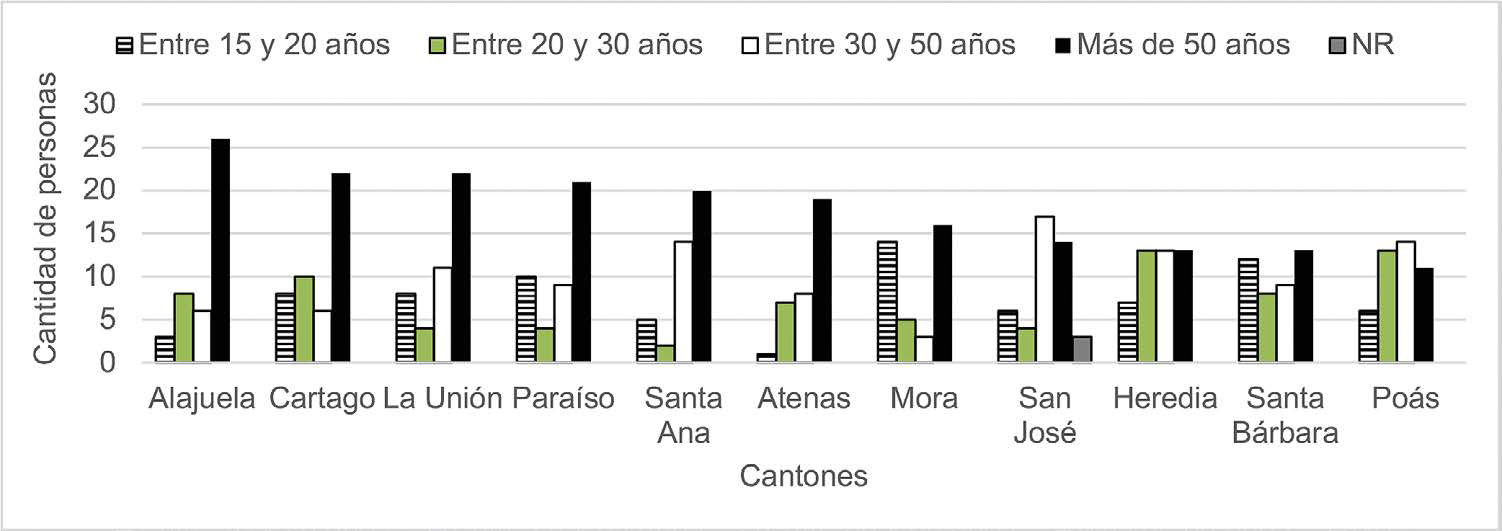 Entre 15 y 20 años Entre 20 y 30 años Entre 30 y 50 años Más de 50 años NR
Cantidad de personas
30
25
20
15
10
5
0
Alajuela Cartago La Unión Paraíso Santa Ana Atenas Mora San José Heredia Santa Bárbara Poás
Cantones